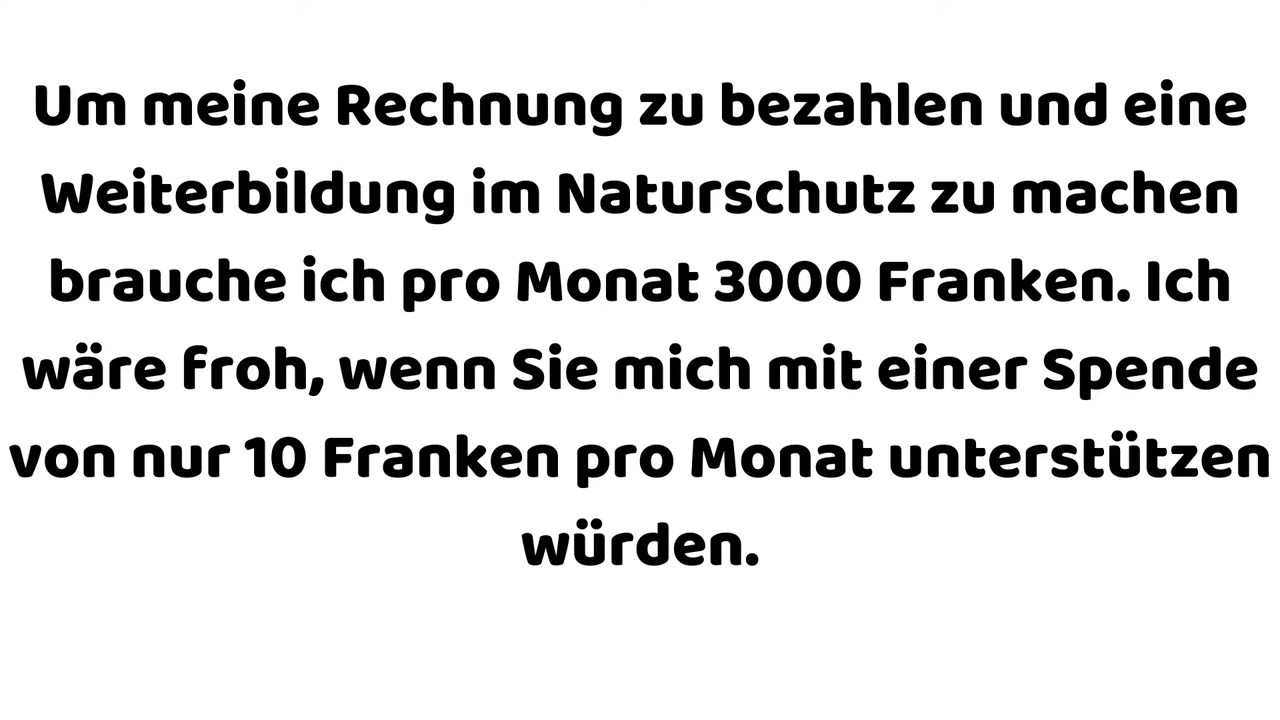 Um meine Rechnung zu bezahlen und eine
Weiterbildung im Naturschutz zu machen
brauche ich pro Monat 3000 Franken. Ich
wäre froh, wenn Sie mich mit einer Spende
von nur 10 Franken pro Monat unterstützen
würden.